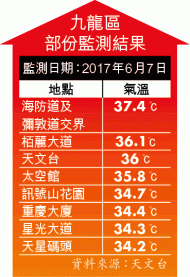 九龍區
部份監測結果
監測日期：2017年6月7日
地點 氣溫
海防道及 37.4℃
彌敦道交界
栢麗大道 36.1℃
天文台 36℃
太空館 35.8℃
訊號山花園 34.7℃
重慶大廈 34.4℃
星光大道 34.3℃
天星碼頭 34.2℃
資料來源：天文台